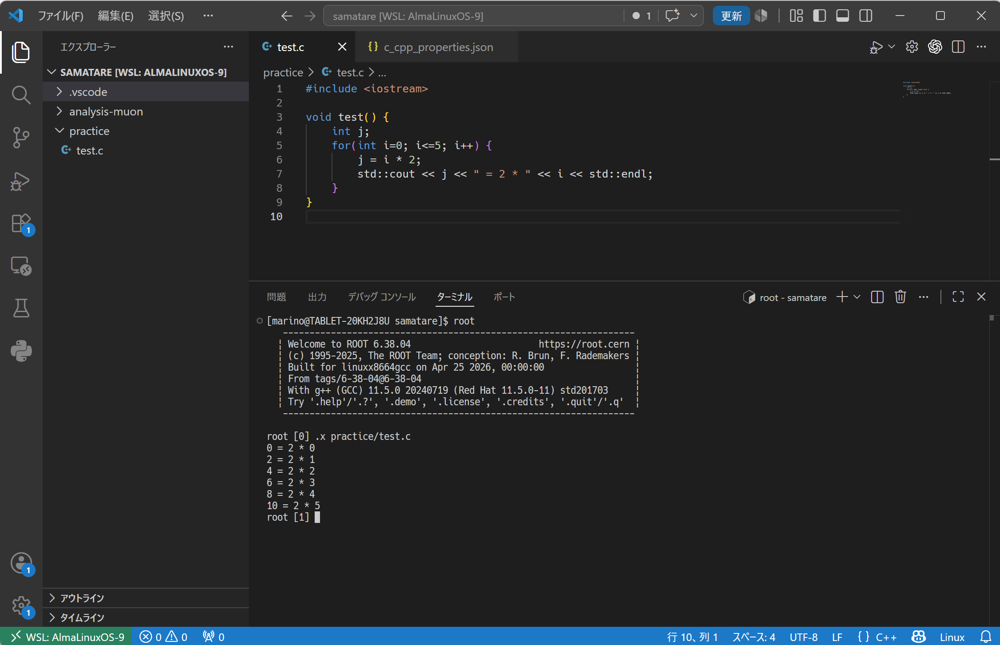 ファイル(F) 編集(E) 選択(S) ··· samatare [WSL: AlmaLinuxOS-9] 1 更新
エクスプローラー ···
SAMATARE [WSL: ALMALINUXOS-9]
.vscode
analysis-muon
practice
test.c
アウトライン
タイムライン
test.c c_cpp_properties.json
practice > test.c > ...
1 #include <iostream>
2
3 void test() {
4     int j;
5     for(int i=0; i<=5; i++) {
6         j = i * 2;
7         std::cout << j << " = 2 * " << i << std::endl;
8     }
9 }
10
問題 出力 デバッグ コンソール ターミナル ポート root - samatare
[marino@TABLET-20KH2J8U samatare]$ root
------------------------------------------------------------------
| Welcome to ROOT 6.38.04                        https://root.cern |
| (c) 1995-2025, The ROOT Team; conception: R. Brun, F. Rademakers |
| Built for linuxx8664gcc on Apr 25 2026, 00:00:00                 |
| From tags/6-38-04@6-38-04                                        |
| With g++ (GCC) 11.5.0 20240719 (Red Hat 11.5.0-11) std201703     |
| Try '.help'/'.?', '.demo', '.license', '.credits', '.quit'/'.q'  |
------------------------------------------------------------------
root [0] .x practice/test.c
0 = 2 * 0
2 = 2 * 1
4 = 2 * 2
6 = 2 * 3
8 = 2 * 4
10 = 2 * 5
root [1]
1
1
1
WSL: AlmaLinuxOS-9 0 0 0 行 10、列 1 スペース: 4 UTF-8 LF { } C++ Linux